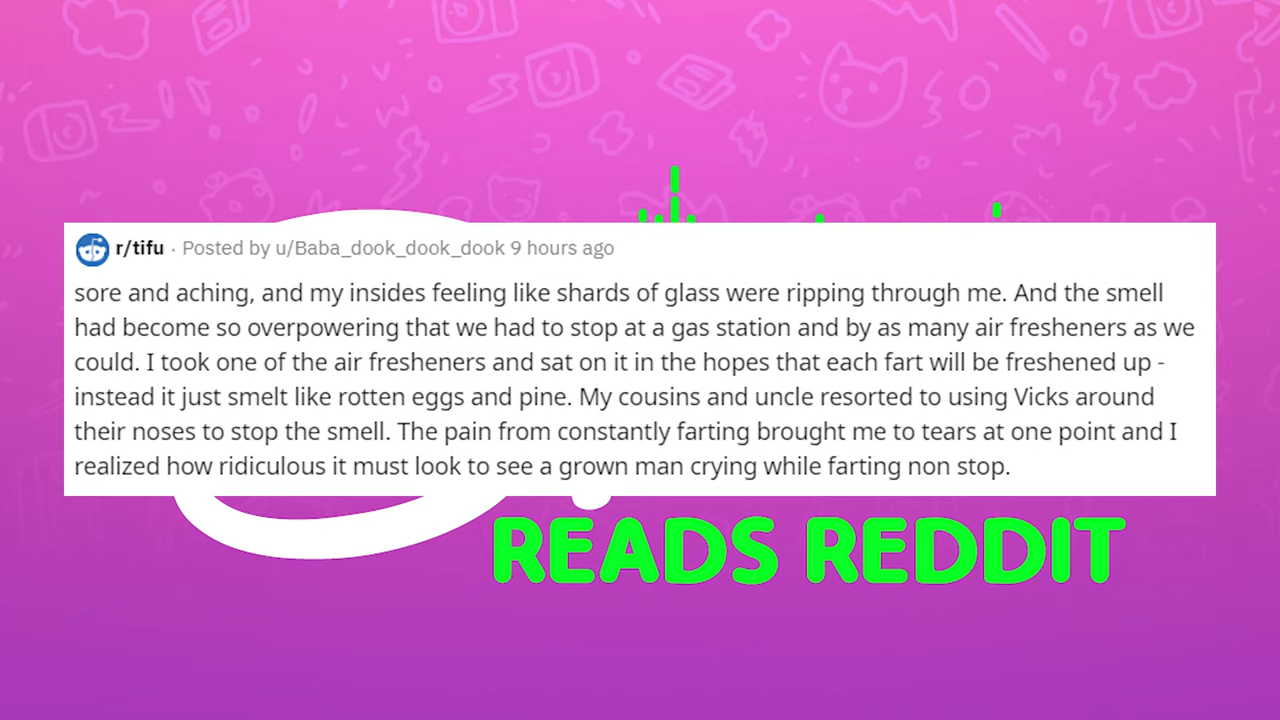 r/tifu · Posted by u/Baba_dook_dook_dook 9 hours ago
sore and aching, and my insides feeling like shards of glass were ripping through me. And the smell
had become so overpowering that we had to stop at a gas station and by as many air fresheners as we
could. I took one of the air fresheners and sat on it in the hopes that each fart will be freshened up -
instead it just smelt like rotten eggs and pine. My cousins and uncle resorted to using Vicks around
their noses to stop the smell. The pain from constantly farting brought me to tears at one point and I
realized how ridiculous it must look to see a grown man crying while farting non stop.
READS REDDIT